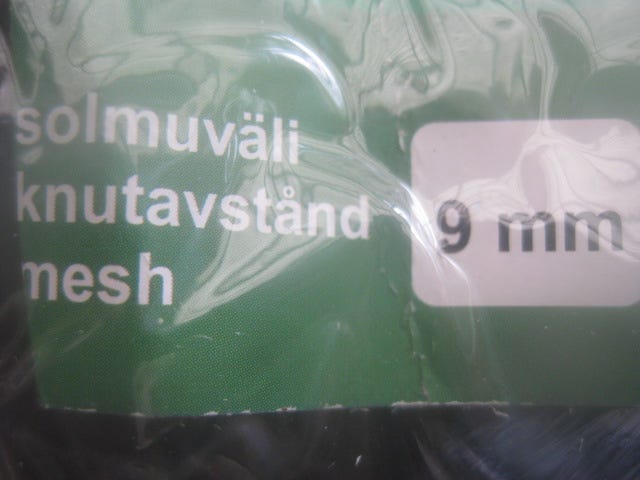 solmuväli
knutavstånd
mesh
9 mm